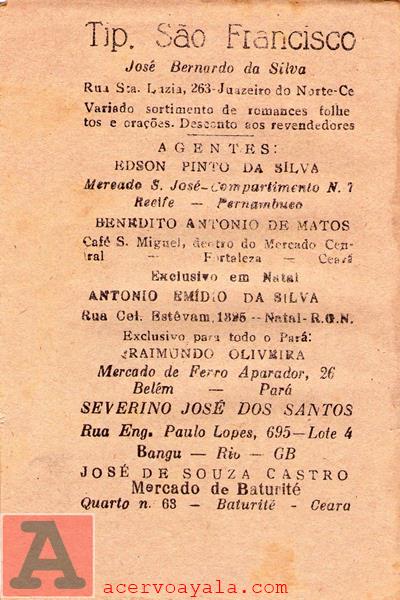 Tip. São Francisco
José Bernardo da Silva
Rua Sta. Luzia, 263-Juazeiro do Norte-Ce
Variado sortimento de romances folhe
tos e orações. Desconto aos revendedores
AGENTES:
EDSON PINTO DA SILVA
Mercado S. José-Compartimento N. 7
Recife — Pernambuco
BENEDITO ANTONIO DE MATOS
Café S. Miguel, dentro do Mercado Cen-
tral — Fortaleza — Ceará
Exclusivo em Natal
ANTONIO EMÍDIO DA SILVA
Rua Cel. Estêvam, 1325 -- Natal-R.G.N.
Exclusivo para todo o Pará:
RAIMUNDO OLIVEIRA
Mercado de Ferro Aparador, 26
Belém — Pará
SEVERINO JOSÉ DOS SANTOS
Rua Eng. Paulo Lopes, 695—Lote 4
Bangu — Rio — GB
JOSÉ DE SOUZA CASTRO
Mercado de Baturité
Quarto n. 63 - Baturité - Ceara
A
acervoayala.com